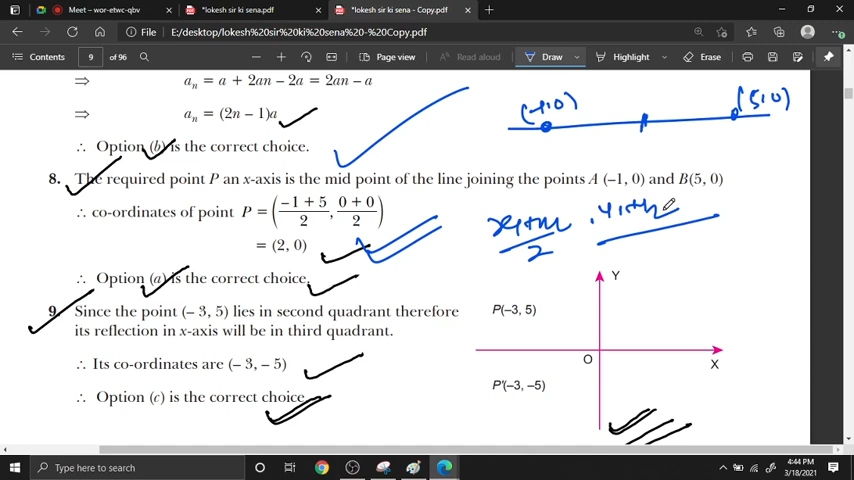 Meet – wor-etwc-qbv
*lokesh sir ki sena.pdf
*lokesh sir ki sena - Copy.pdf
File
E:/desktop/lokesh%20sir%20ki%20sena%20-%20Copy.pdf
Contents 9 of 96 Page view Read aloud Draw Highlight Erase
⇒ aₙ = a + 2an – 2a = 2an – a
⇒ aₙ = (2n – 1)a
(-1,0) (5,0)
∴ Option (b) is the correct choice.
8. The required point P an x-axis is the mid point of the line joining the points A (–1, 0) and B(5, 0)
∴ co-ordinates of point P = ((–1 + 5)/2, (0 + 0)/2)
= (2, 0)
∴ Option (a) is the correct choice.
9. Since the point (– 3, 5) lies in second quadrant therefore
its reflection in x-axis will be in third quadrant.
∴ Its co-ordinates are (– 3, – 5)
∴ Option (c) is the correct choice.
Y
P(–3, 5)
O
X
P'(–3, –5)
Type here to search
4:44 PM
3/18/2021